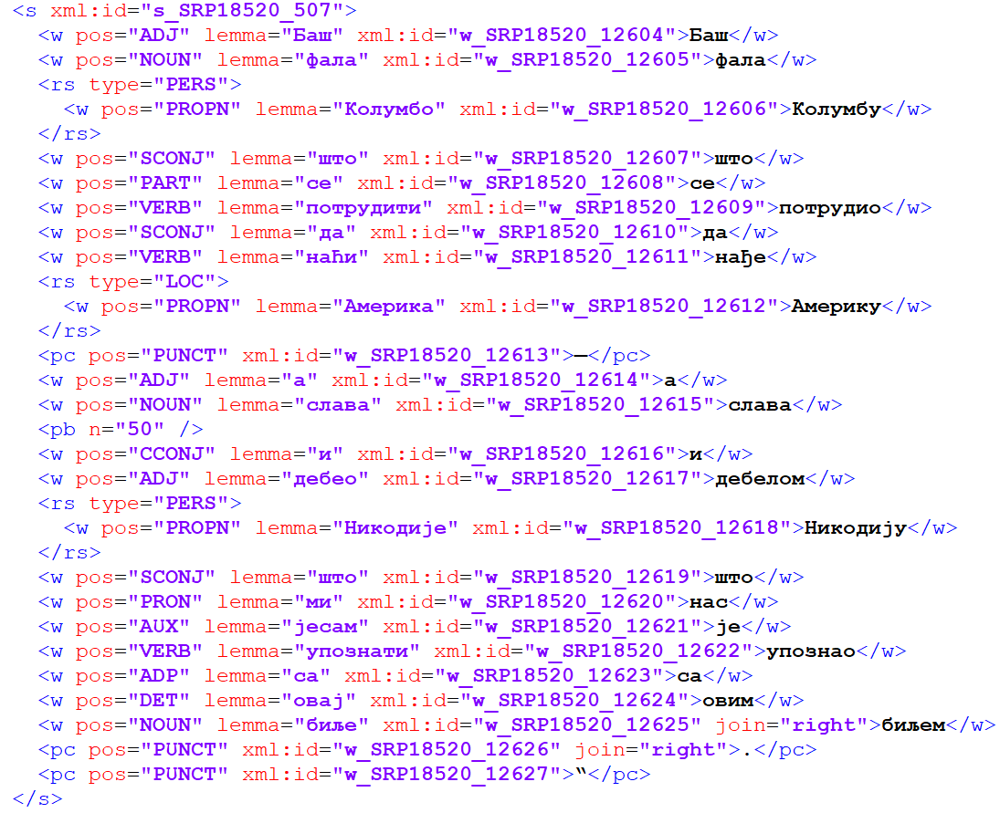 <s xml:id="s_SRP18520_507">
<w pos="ADJ" lemma="Баш" xml:id="w_SRP18520_12604">Баш</w>
<w pos="NOUN" lemma="фала" xml:id="w_SRP18520_12605">фала</w>
<rs type="PERS">
<w pos="PROPN" lemma="Колумбо" xml:id="w_SRP18520_12606">Колумбу</w>
</rs>
<w pos="SCONJ" lemma="што" xml:id="w_SRP18520_12607">што</w>
<w pos="PART" lemma="се" xml:id="w_SRP18520_12608">се</w>
<w pos="VERB" lemma="потрудити" xml:id="w_SRP18520_12609">потрудио</w>
<w pos="SCONJ" lemma="да" xml:id="w_SRP18520_12610">да</w>
<w pos="VERB" lemma="наћи" xml:id="w_SRP18520_12611">нађе</w>
<rs type="LOC">
<w pos="PROPN" lemma="Америка" xml:id="w_SRP18520_12612">Америку</w>
</rs>
<pc pos="PUNCT" xml:id="w_SRP18520_12613">—</pc>
<w pos="ADJ" lemma="а" xml:id="w_SRP18520_12614">а</w>
<w pos="NOUN" lemma="слава" xml:id="w_SRP18520_12615">слава</w>
<pb n="50" />
<w pos="CCONJ" lemma="и" xml:id="w_SRP18520_12616">и</w>
<w pos="ADJ" lemma="дебео" xml:id="w_SRP18520_12617">дебелом</w>
<rs type="PERS">
<w pos="PROPN" lemma="Никодије" xml:id="w_SRP18520_12618">Никодију</w>
</rs>
<w pos="SCONJ" lemma="што" xml:id="w_SRP18520_12619">што</w>
<w pos="PRON" lemma="ми" xml:id="w_SRP18520_12620">нас</w>
<w pos="AUX" lemma="јесам" xml:id="w_SRP18520_12621">је</w>
<w pos="VERB" lemma="упознати" xml:id="w_SRP18520_12622">упознао</w>
<w pos="ADP" lemma="са" xml:id="w_SRP18520_12623">са</w>
<w pos="DET" lemma="овај" xml:id="w_SRP18520_12624">овим</w>
<w pos="NOUN" lemma="биље" xml:id="w_SRP18520_12625" join="right">биљем</w>
<pc pos="PUNCT" xml:id="w_SRP18520_12626" join="right">.</pc>
<pc pos="PUNCT" xml:id="w_SRP18520_12627">“</pc>
</s>